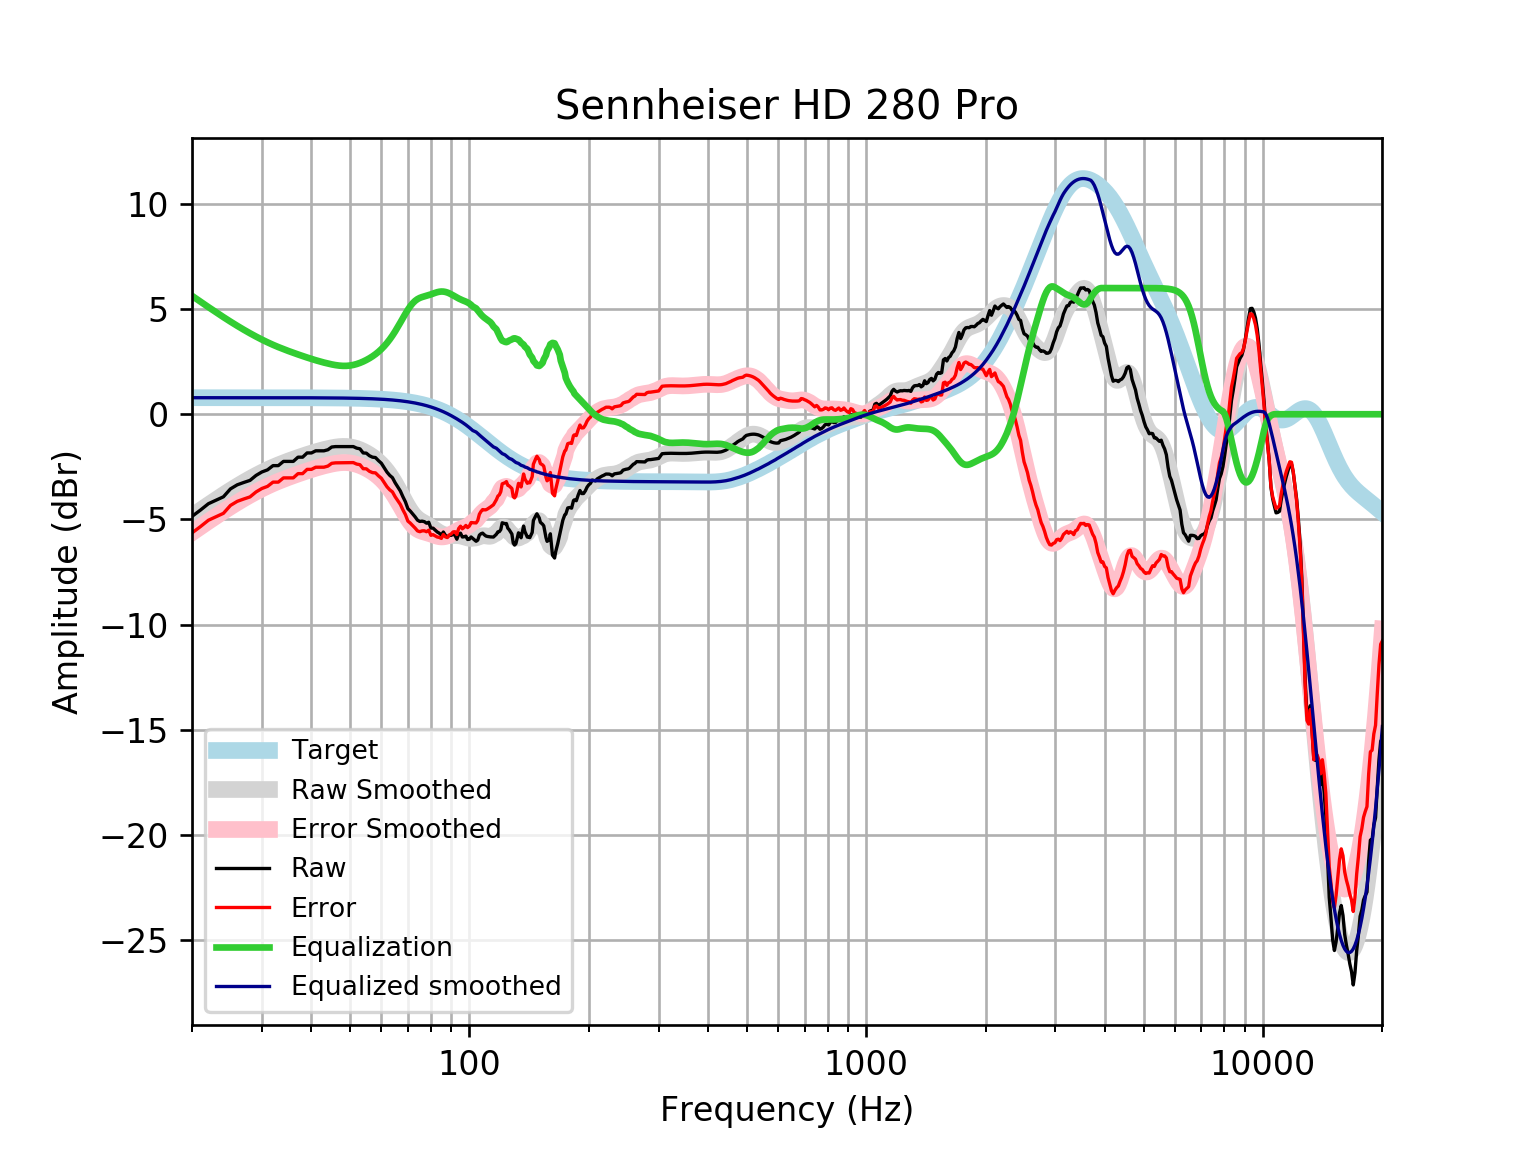 Sennheiser HD 280 Pro
10
5
0
−5
−10
−15
−20
−25
Amplitude (dBr)
Target
Raw Smoothed
Error Smoothed
Raw
Error
Equalization
Equalized smoothed
100 1000 10000
Frequency (Hz)